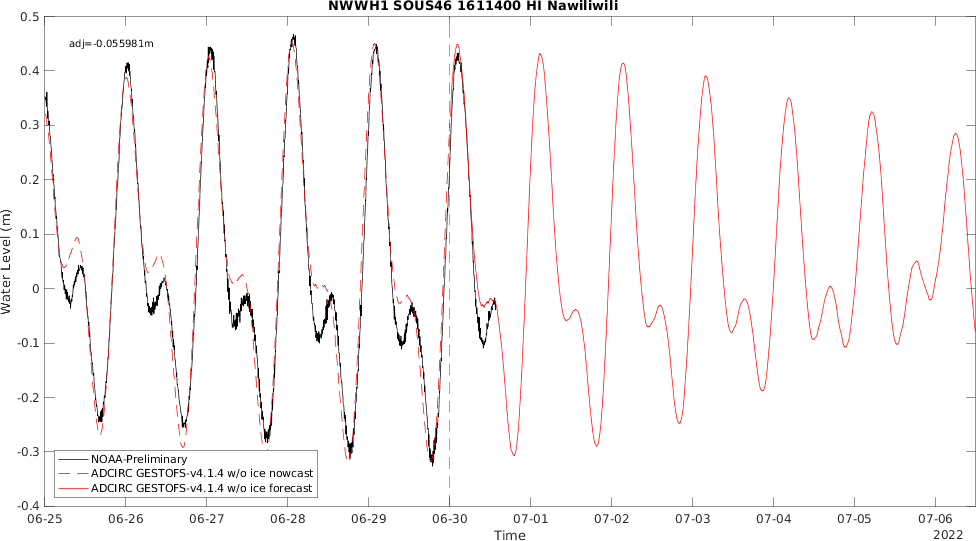 NWWH1 SOUS46 1611400 HI Nawiliwili
adj=-0.055981m
0.5
0.4
0.3
0.2
0.1
0
-0.1
-0.2
-0.3
-0.4
Water Level (m)
NOAA-Preliminary
ADCIRC GESTOFS-v4.1.4 w/o ice nowcast
ADCIRC GESTOFS-v4.1.4 w/o ice forecast
06-25 06-26 06-27 06-28 06-29 06-30 07-01 07-02 07-03 07-04 07-05 07-06
Time
2022